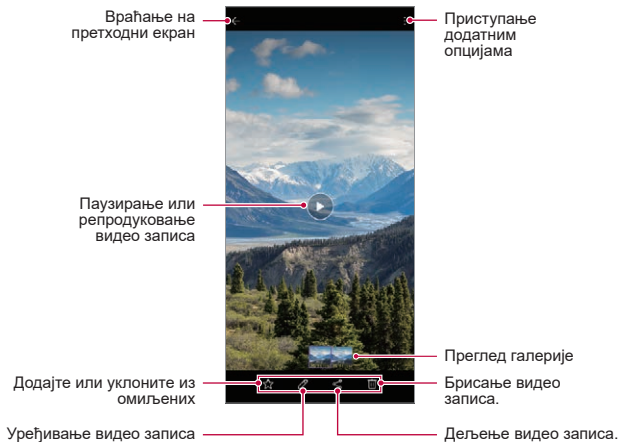 Враћање на
претходни екран
Приступање
додатним
опцијама
Паузирање или
репродуковање
видео записа
Преглед галерије
Додајте или уклоните из
омиљених
Брисање видео
записа.
Уређивање видео записа
Дељење видео записа.